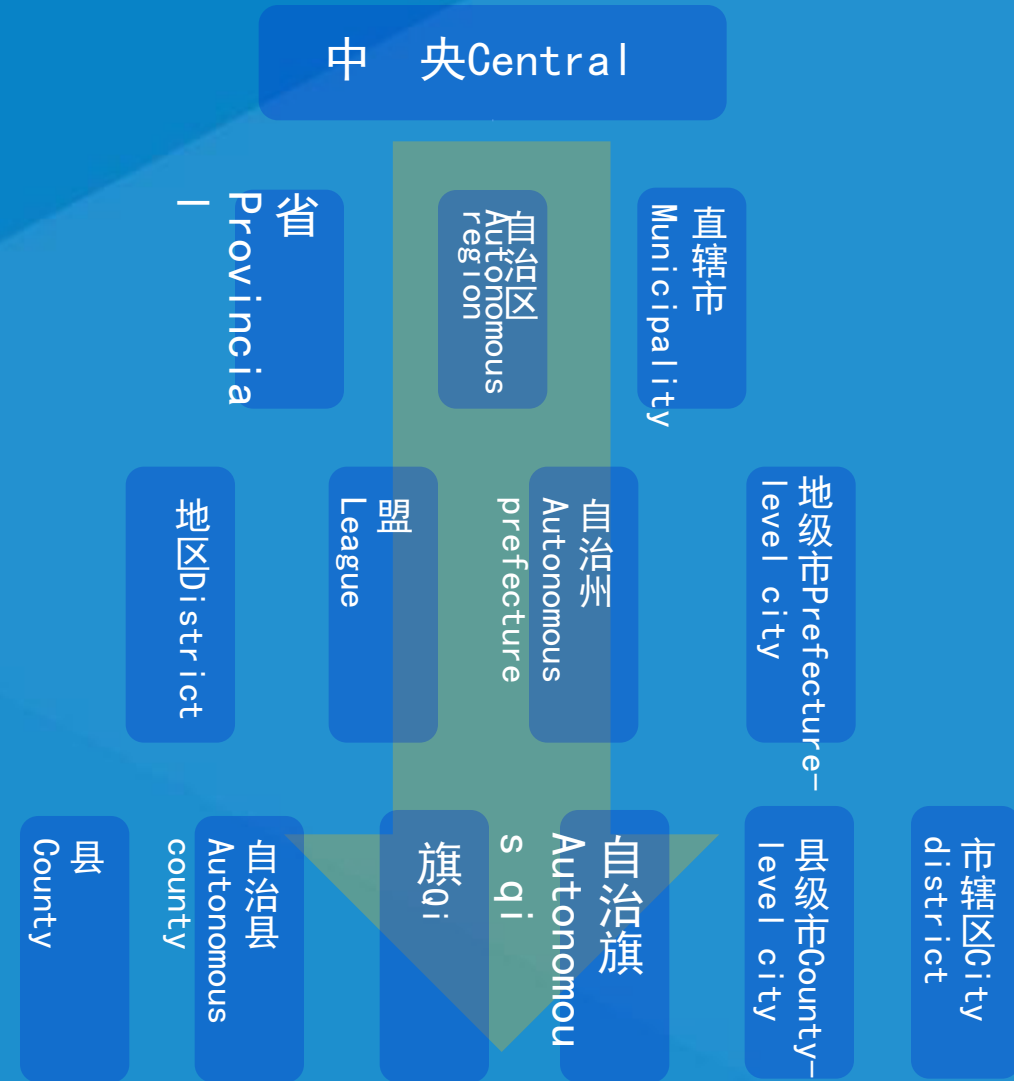 中 央Central
省
Provincia
l
自治区
Autonomous
region
直辖市
Municipality
地区District
盟
League
自治州
Autonomous
prefecture
地级市Prefecture-
level city
县
County
自治县
Autonomous
county
旗Qi
自治旗
Autonomou
s qi
县级市County-
level city
市辖区City
district